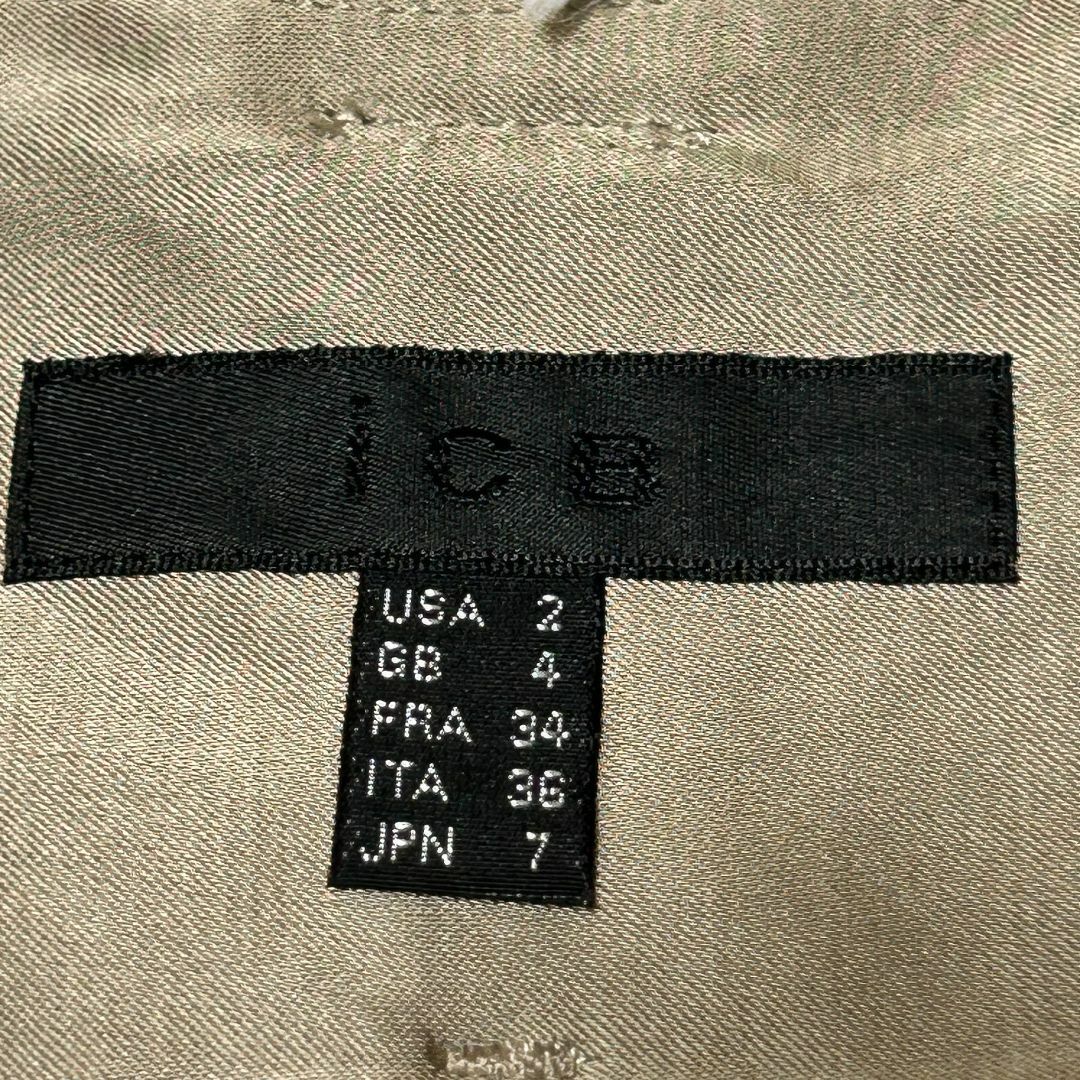 iCB
USA 2
GB 4
FRA 34
ITA 36
JPN 7